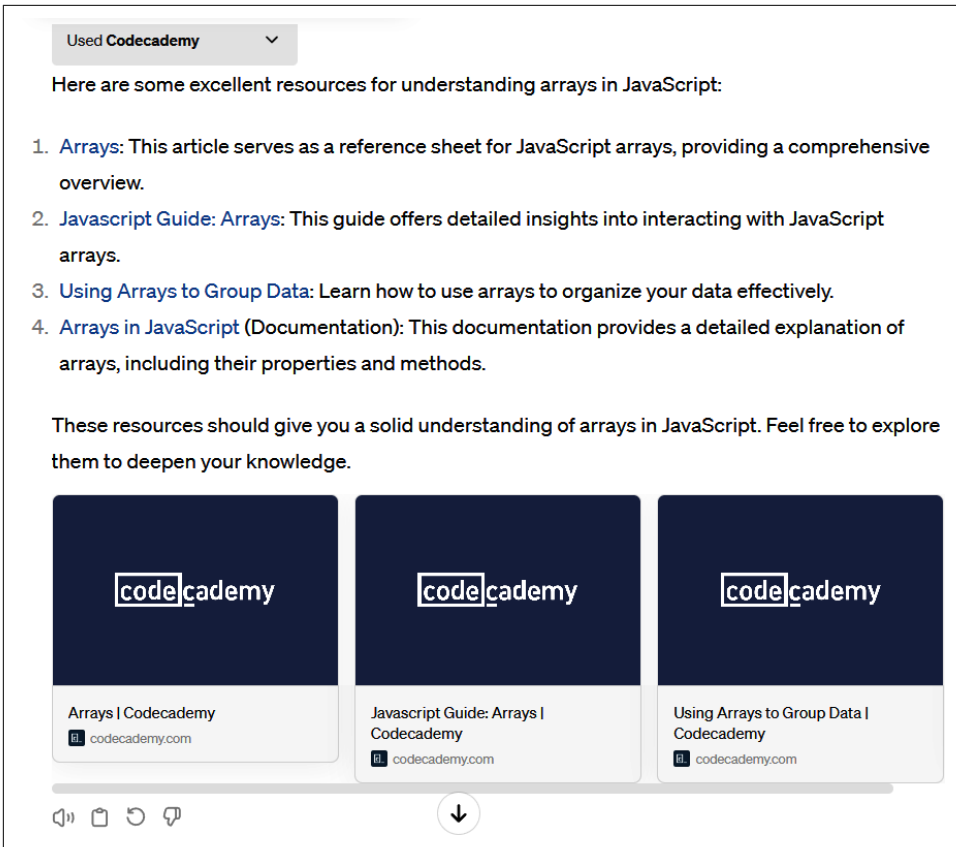 Used Codecademy
Here are some excellent resources for understanding arrays in JavaScript:
1. Arrays: This article serves as a reference sheet for JavaScript arrays, providing a comprehensive
overview.
2. Javascript Guide: Arrays: This guide offers detailed insights into interacting with JavaScript
arrays.
3. Using Arrays to Group Data: Learn how to use arrays to organize your data effectively.
4. Arrays in JavaScript (Documentation): This documentation provides a detailed explanation of
arrays, including their properties and methods.
These resources should give you a solid understanding of arrays in JavaScript. Feel free to explore
them to deepen your knowledge.
codecademy
Arrays | Codecademy
codecademy.com
codecademy
Javascript Guide: Arrays |
Codecademy
codecademy.com
codecademy
Using Arrays to Group Data |
Codecademy
codecademy.com